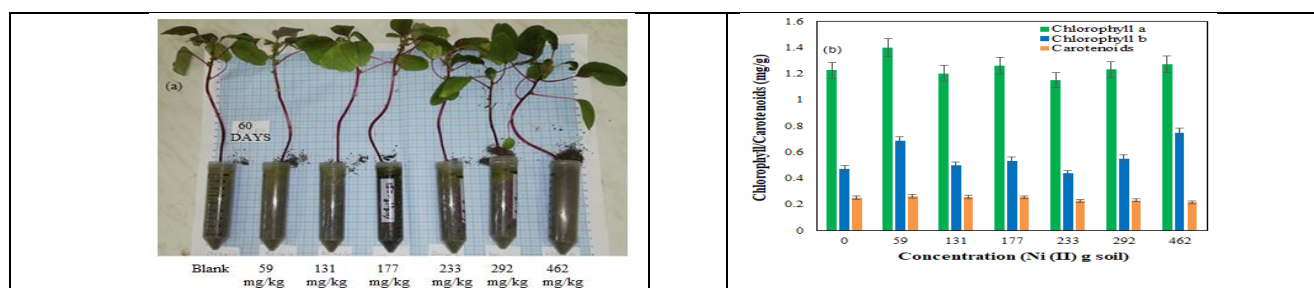 (a)
60
DAYS
Blank 59 131 177 233 292 462
mg/kg mg/kg mg/kg mg/kg mg/kg mg/kg
(b)
Chlorophyll a
Chlorophyll b
Carotenoids
Chlorophyll/Carotenoids (mg/g)
1.6
1.4
1.2
1
0.8
0.6
0.4
0.2
0
0 59 131 177 233 292 462
Concentration (Ni (II) g soil)